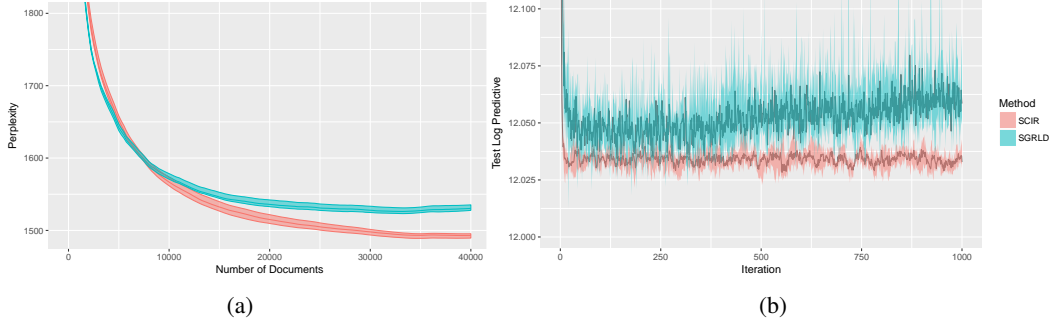 1800
1700
1600
1500
Perplexity
0
10000
20000
30000
40000
Number of Documents
(a)
12.100
12.075
12.050
12.025
12.000
Test Log Predictive
0
250
500
750
1000
Iteration
(b)
Method
SCIR
SGRLD